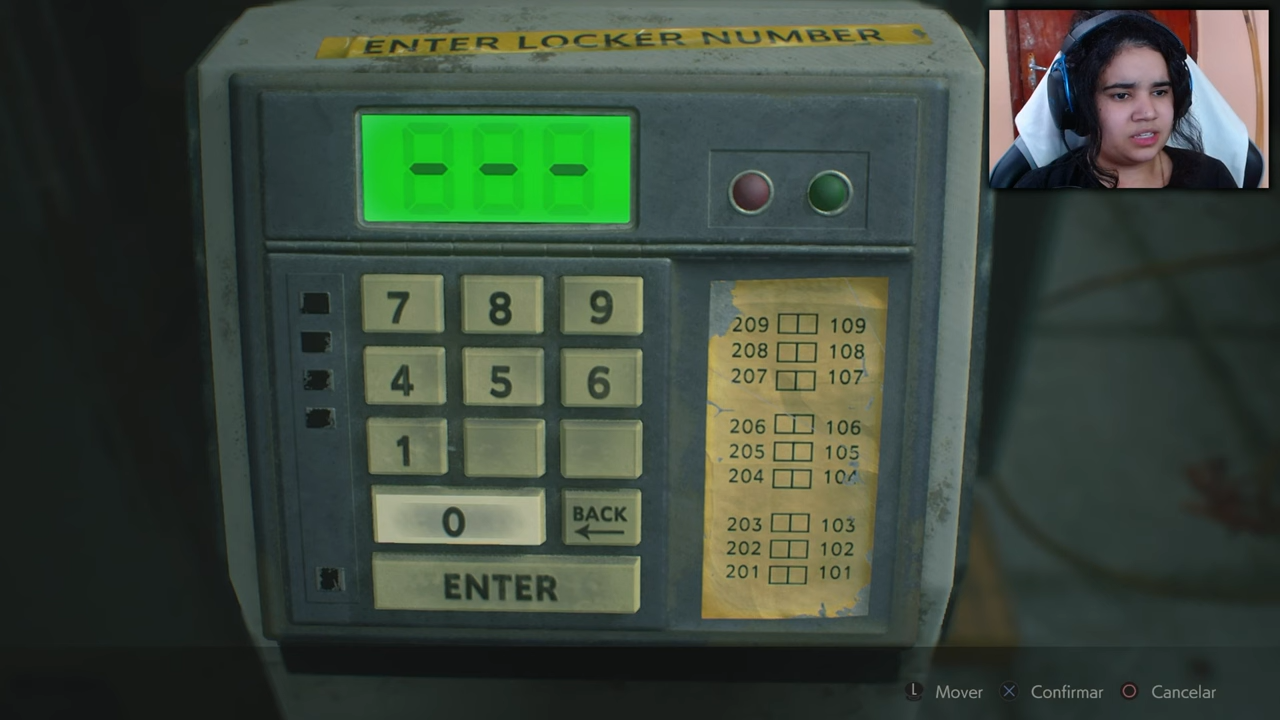 ENTER LOCKER NUMBER
- - -
7 8 9
4 5 6
1
0 BACK
ENTER
209 109
208 108
207 107
206 106
205 105
204 104
203 103
202 102
201 101
L Mover Confirmar Cancelar